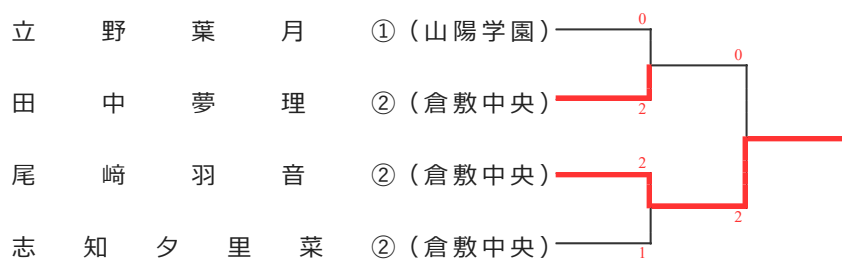 立野葉月 ①（山陽学園） 0
0
田中夢理 ②（倉敷中央） 2
尾﨑羽音 ②（倉敷中央） 2
2
志知夕里菜 ②（倉敷中央） 1